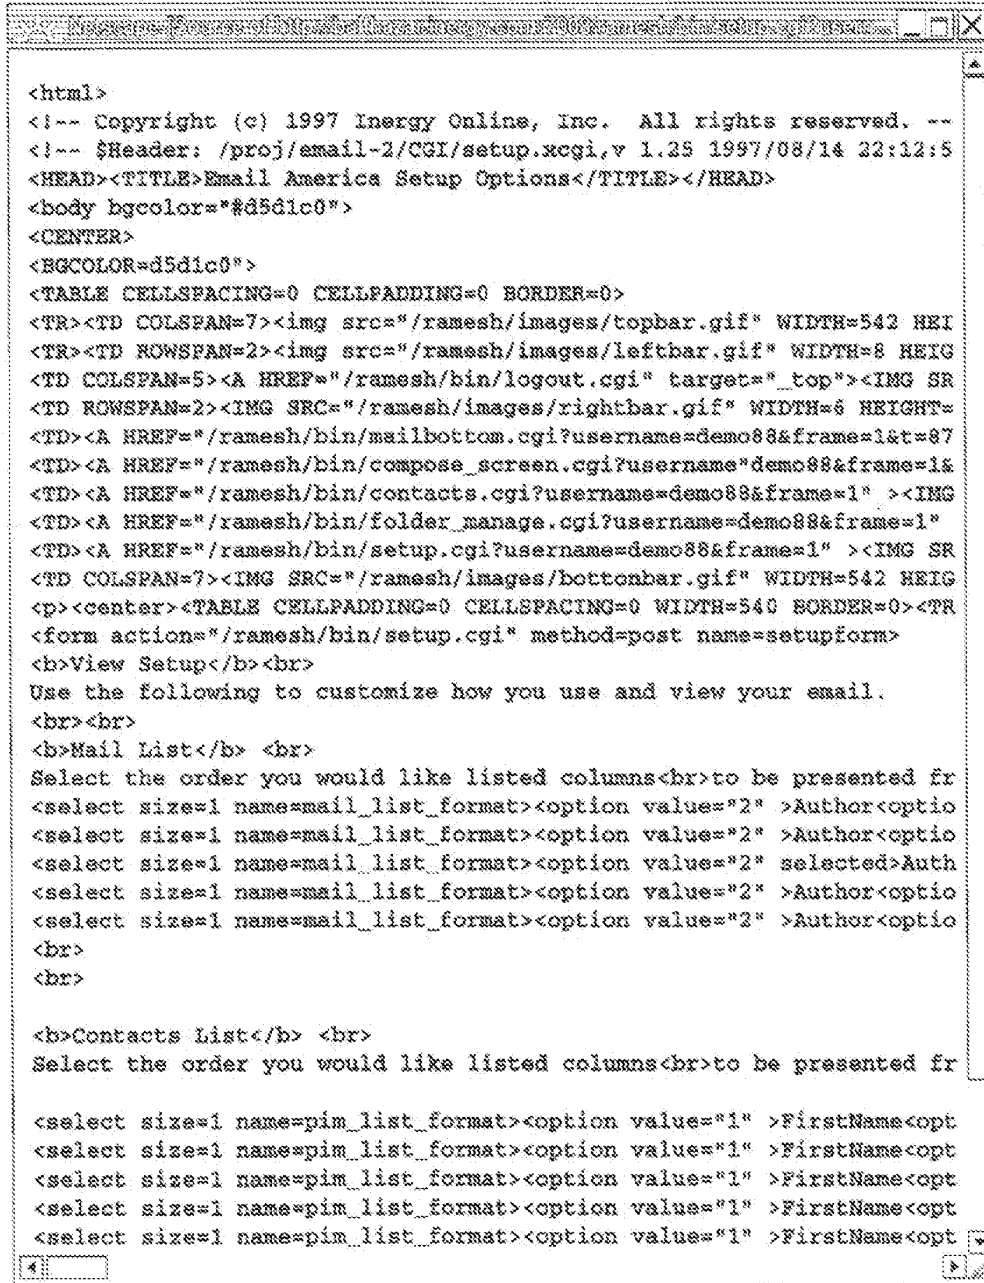 <html>
<!-- Copyright (c) 1997 Inergy Online, Inc.  All rights reserved. --
<!-- $Header: /proj/email-2/CGI/setup.xcgi,v 1.25 1997/08/14 22:12:5
<HEAD><TITLE>Email America Setup Options</TITLE></HEAD>
<body bgcolor="#d5d1c0">
<CENTER>
<BGCOLOR=d5d1c0">
<TABLE CELLSPACING=0 CELLPADDING=0 BORDER=0>
<TR><TD COLSPAN=7><img src="/ramesh/images/topbar.gif" WIDTH=542 HEI
<TR><TD ROWSPAN=2><img src="/ramesh/images/leftbar.gif" WIDTH=8 HEIG
<TD COLSPAN=5><A HREF="/ramesh/bin/logout.cgi" target="_top"><IMG SR
<TD ROWSPAN=2><IMG SRC="/ramesh/images/rightbar.gif" WIDTH=6 HEIGHT=
<TD><A HREF="/ramesh/bin/mailbottom.cgi?username=demo88&frame=1&t=87
<TD><A HREF="/ramesh/bin/compose_screen.cgi?username"demo88&frame=1&
<TD><A HREF="/ramesh/bin/contacts.cgi?username=demo88&frame=1" ><IMG
<TD><A HREF="/ramesh/bin/folder_manage.cgi?username=demo88&frame=1"
<TD><A HREF="/ramesh/bin/setup.cgi?username=demo88&frame=1" ><IMG SR
<TD COLSPAN=7><IMG SRC="/ramesh/images/bottonbar.gif" WIDTH=542 HEIG
<p><center><TABLE CELLPADDING=0 CELLSPACING=0 WIDTH=540 BORDER=0><TR
<form action="/ramesh/bin/setup.cgi" method=post name=setupform>
<b>View Setup</b><br>
Use the following to customize how you use and view your email.
<br><br>
<b>Mail List</b> <br>
Select the order you would like listed columns<br>to be presented fr
<select size=1 name=mail_list_format><option value="2" >Author<optio
<select size=1 name=mail_list_format><option value="2" >Author<optio
<select size=1 name=mail_list_format><option value="2" selected>Auth
<select size=1 name=mail_list_format><option value="2" >Author<optio
<select size=1 name=mail_list_format><option value="2" >Author<optio
<br>
<br>
<b>Contacts List</b> <br>
Select the order you would like listed columns<br>to be presented fr
<select size=1 name=pim_list_format><option value="1" >FirstName<opt
<select size=1 name=pim_list_format><option value="1" >FirstName<opt
<select size=1 name=pim_list_format><option value="1" >FirstName<opt
<select size=1 name=pim_list_format><option value="1" >FirstName<opt
<select size=1 name=pim_list_format><option value="1" >FirstName<opt